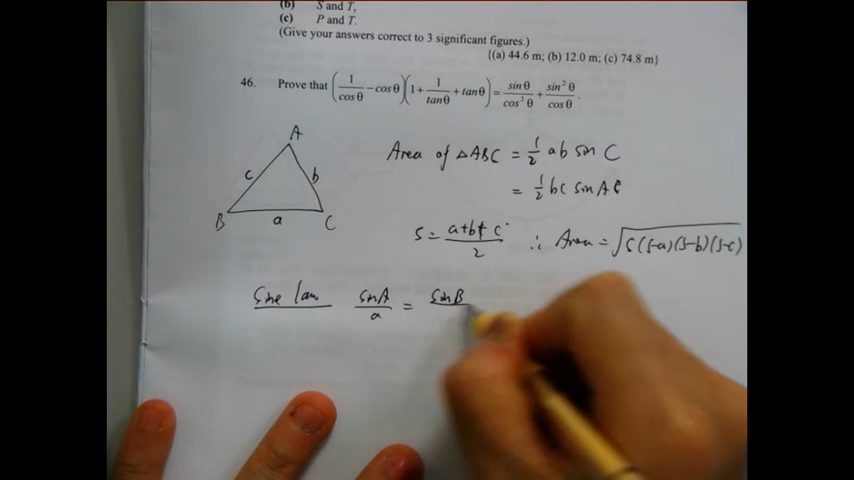 (b) S and T,
(c) P and T.
(Give your answers correct to 3 significant figures.)
{(a) 44.6 m; (b) 12.0 m; (c) 74.8 m}
46. Prove that (1/cosθ − cosθ)(1 + 1/tanθ + tanθ) = sinθ/cos²θ + sin²θ/cosθ.
A
c b
B a C
Area of △ABC = 1/2 ab sin C
= 1/2 bc sin A
s = (a+b+c)/2 ∴ Area = √(s(s-a)(s-b)(s-c))
Sine law sinA/a = sinB